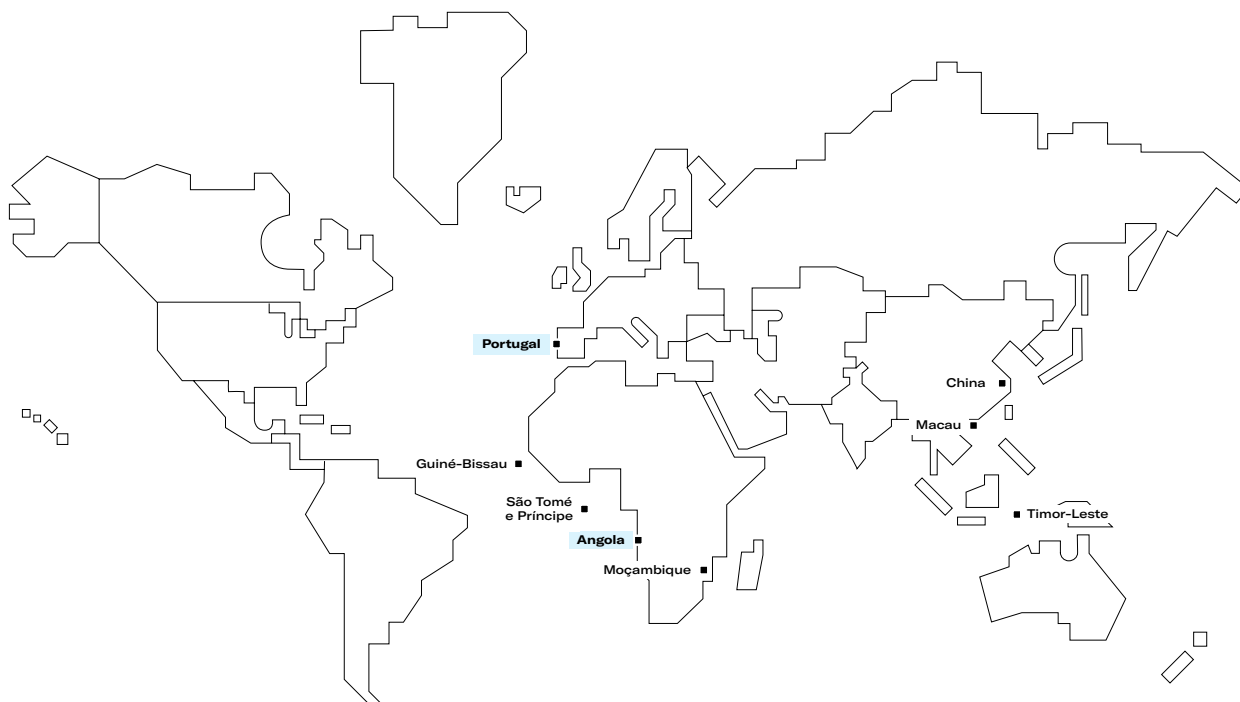 Portugal
China
Macau
Guiné-Bissau
São Tomé
e Príncipe
Timor-Leste
Angola
Moçambique